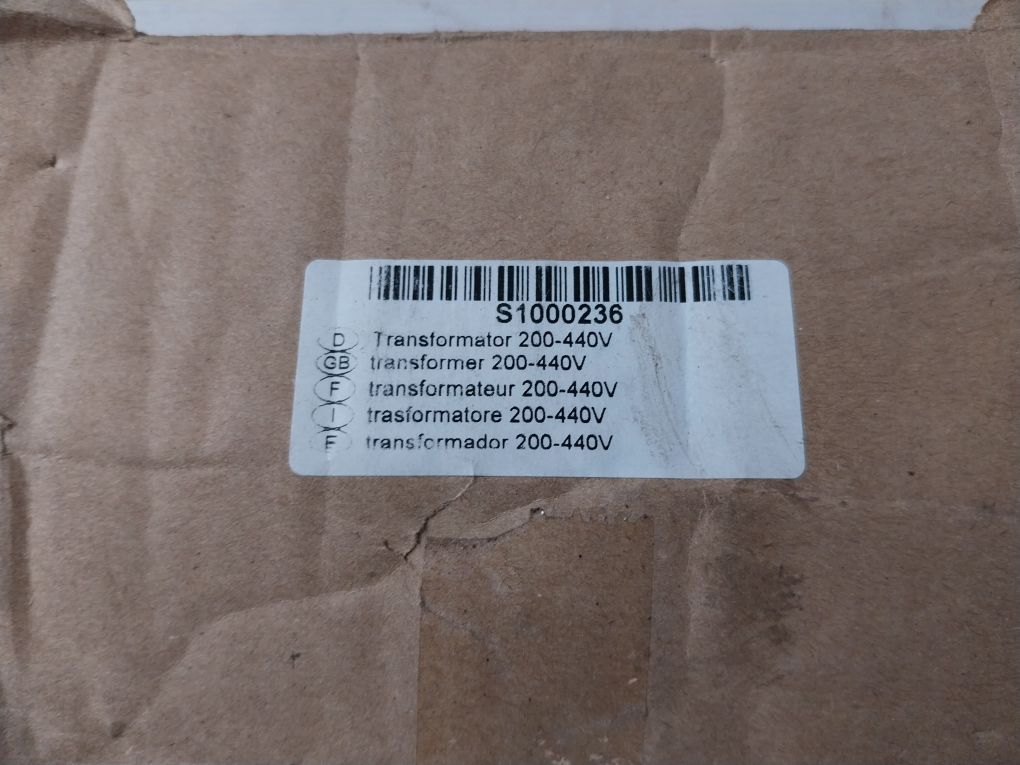 S1000236
D Transformator 200-440V
GB transformer 200-440V
F transformateur 200-440V
I trasformatore 200-440V
E transformador 200-440V